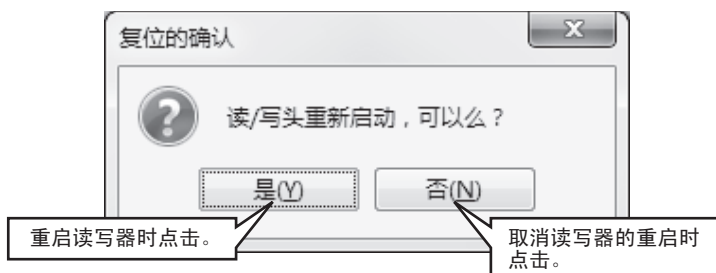 复位的确认
读/写头重新启动，可以么？
是(Y)
否(N)
重启读写器时点击。
取消读写器的重启时
点击。